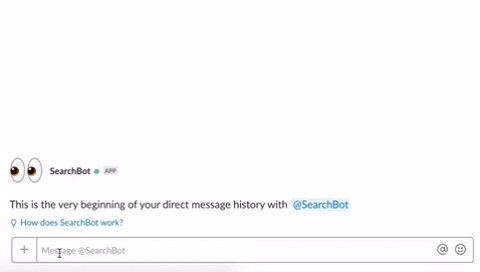 SearchBot APP
This is the very beginning of your direct message history with @SearchBot
How does SearchBot work?
Message @SearchBot